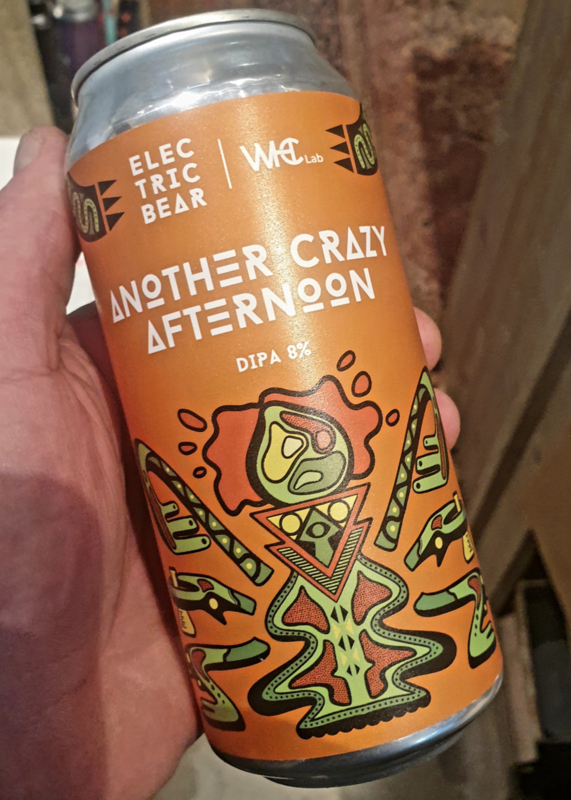 ELEC
TRIC
BEAR
WHC Lab
ANOTHER CRAZY
AFTERNOON
DIPA 8%